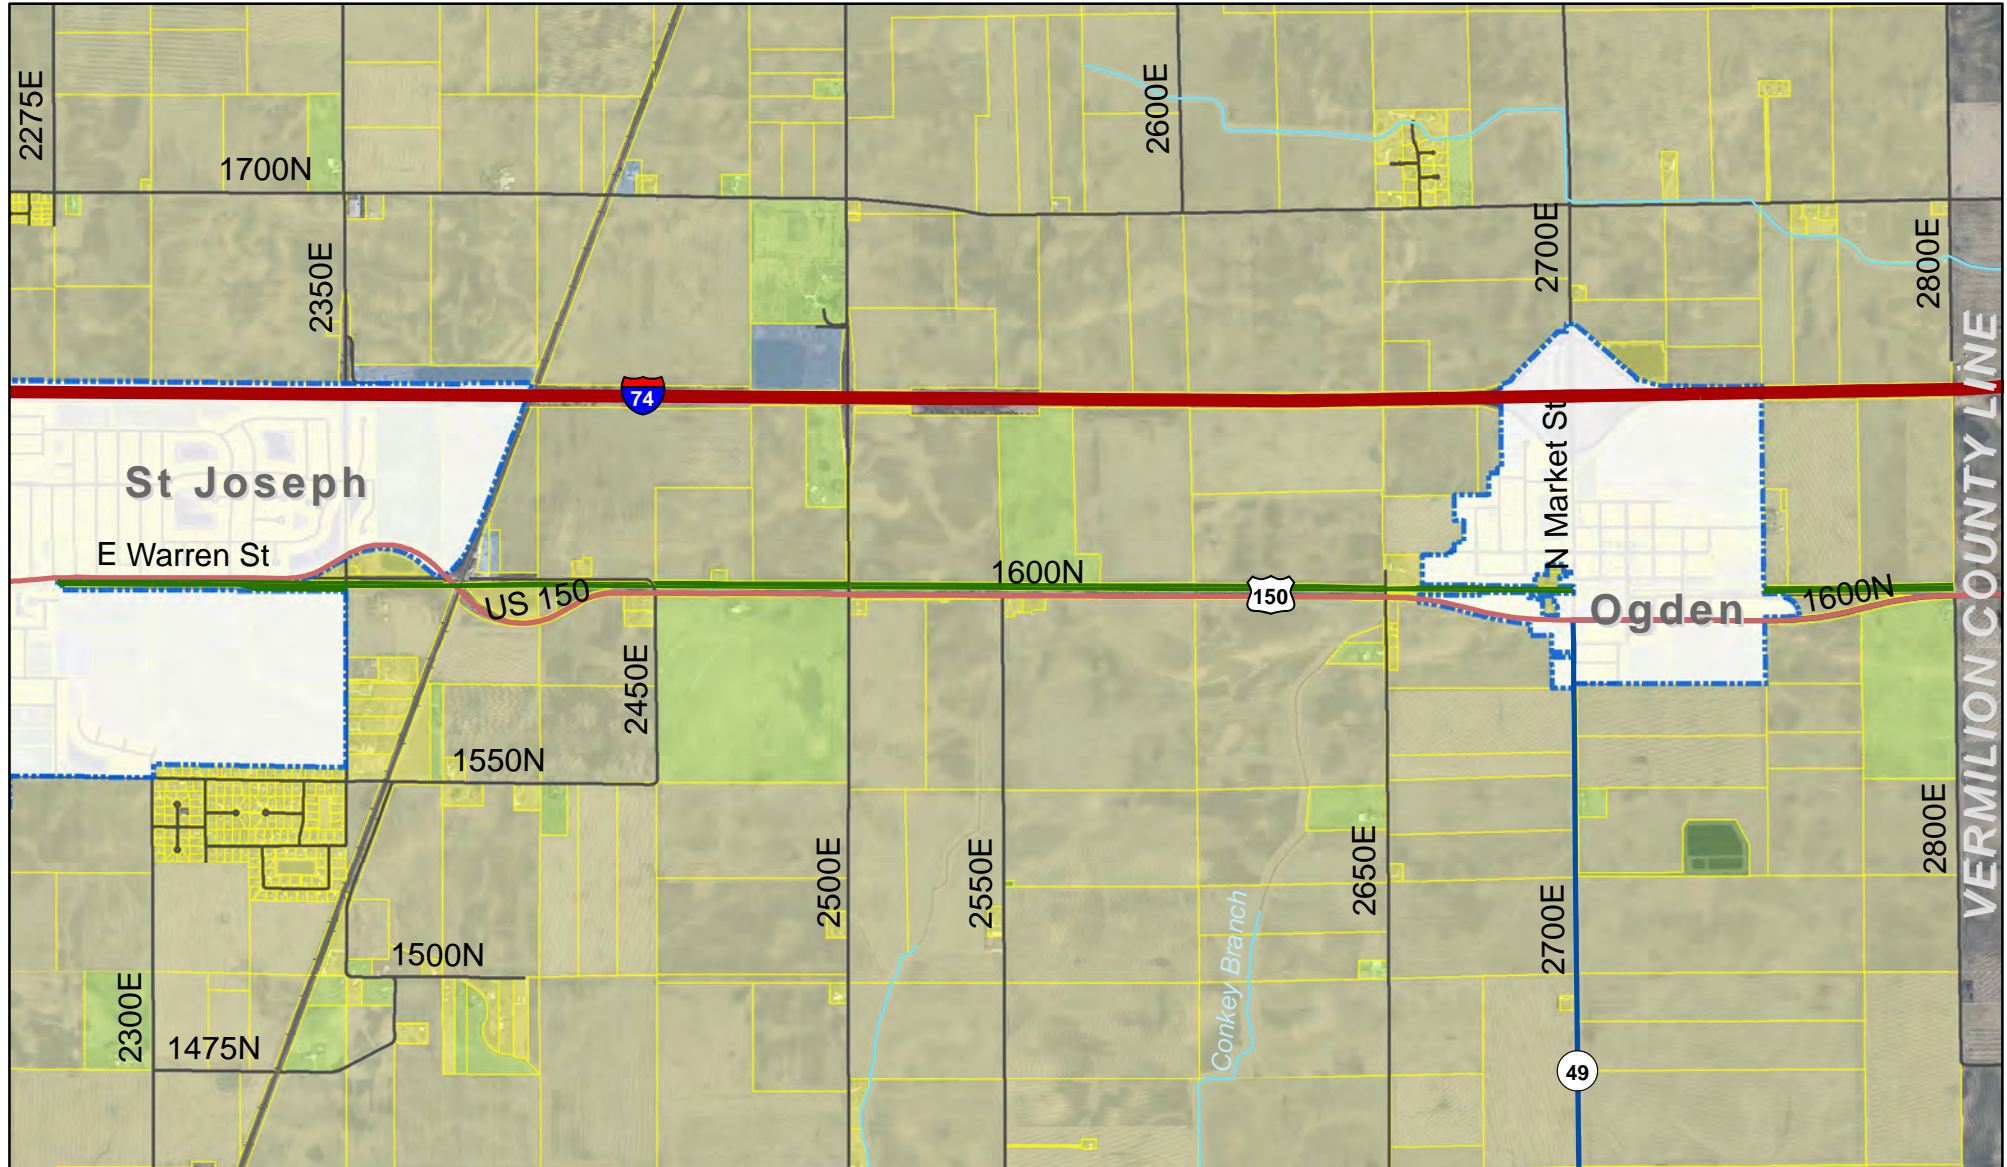 2275E
1700N
2600E
2350E
2700E
2800E
74
VERMILION COUNTY LINE
St Joseph
N Market St
E Warren St
1600N
US 150
150
Ogden
1600N
2450E
1550N
2500E
2550E
2650E
2800E
Conkey Branch
2700E
1500N
2300E
1475N
49